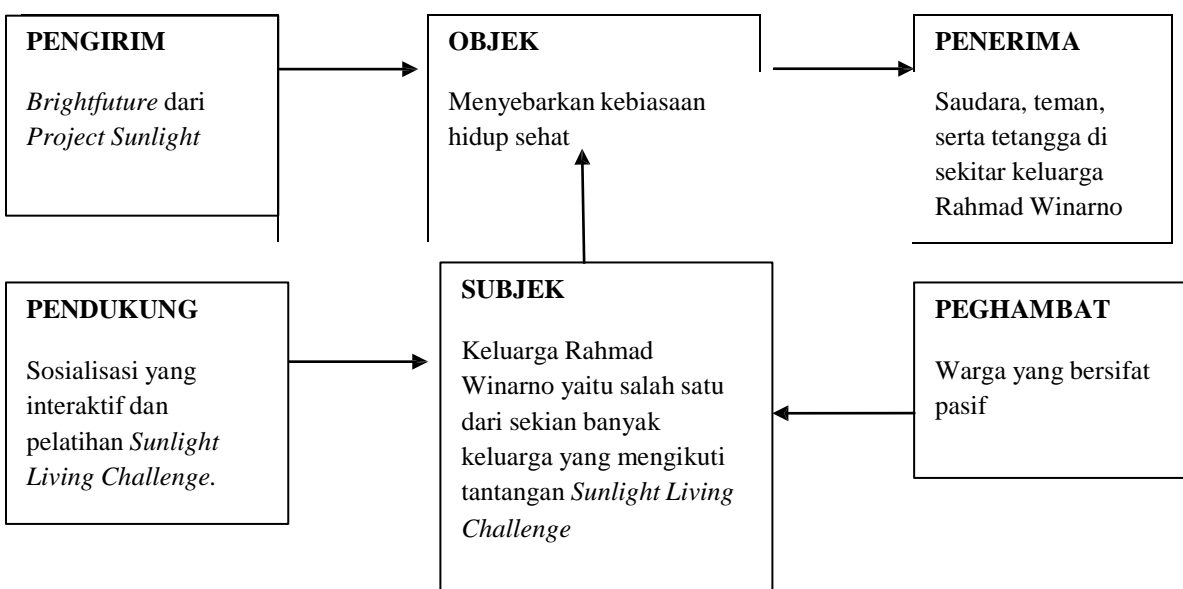 PENGIRIM
Brightfuture dari
Project Sunlight
OBJEK
Menyebarkan kebiasaan
hidup sehat
PENERIMA
Saudara, teman,
serta tetangga di
sekitar keluarga
Rahmad Winarno
PENDUKUNG
Sosialisasi yang
interaktif dan
pelatihan Sunlight
Living Challenge.
SUBJEK
Keluarga Rahmad
Winarno yaitu salah satu
dari sekian banyak
keluarga yang mengikuti
tantangan Sunlight Living
Challenge
PEGHAMBAT
Warga yang bersifat
pasif